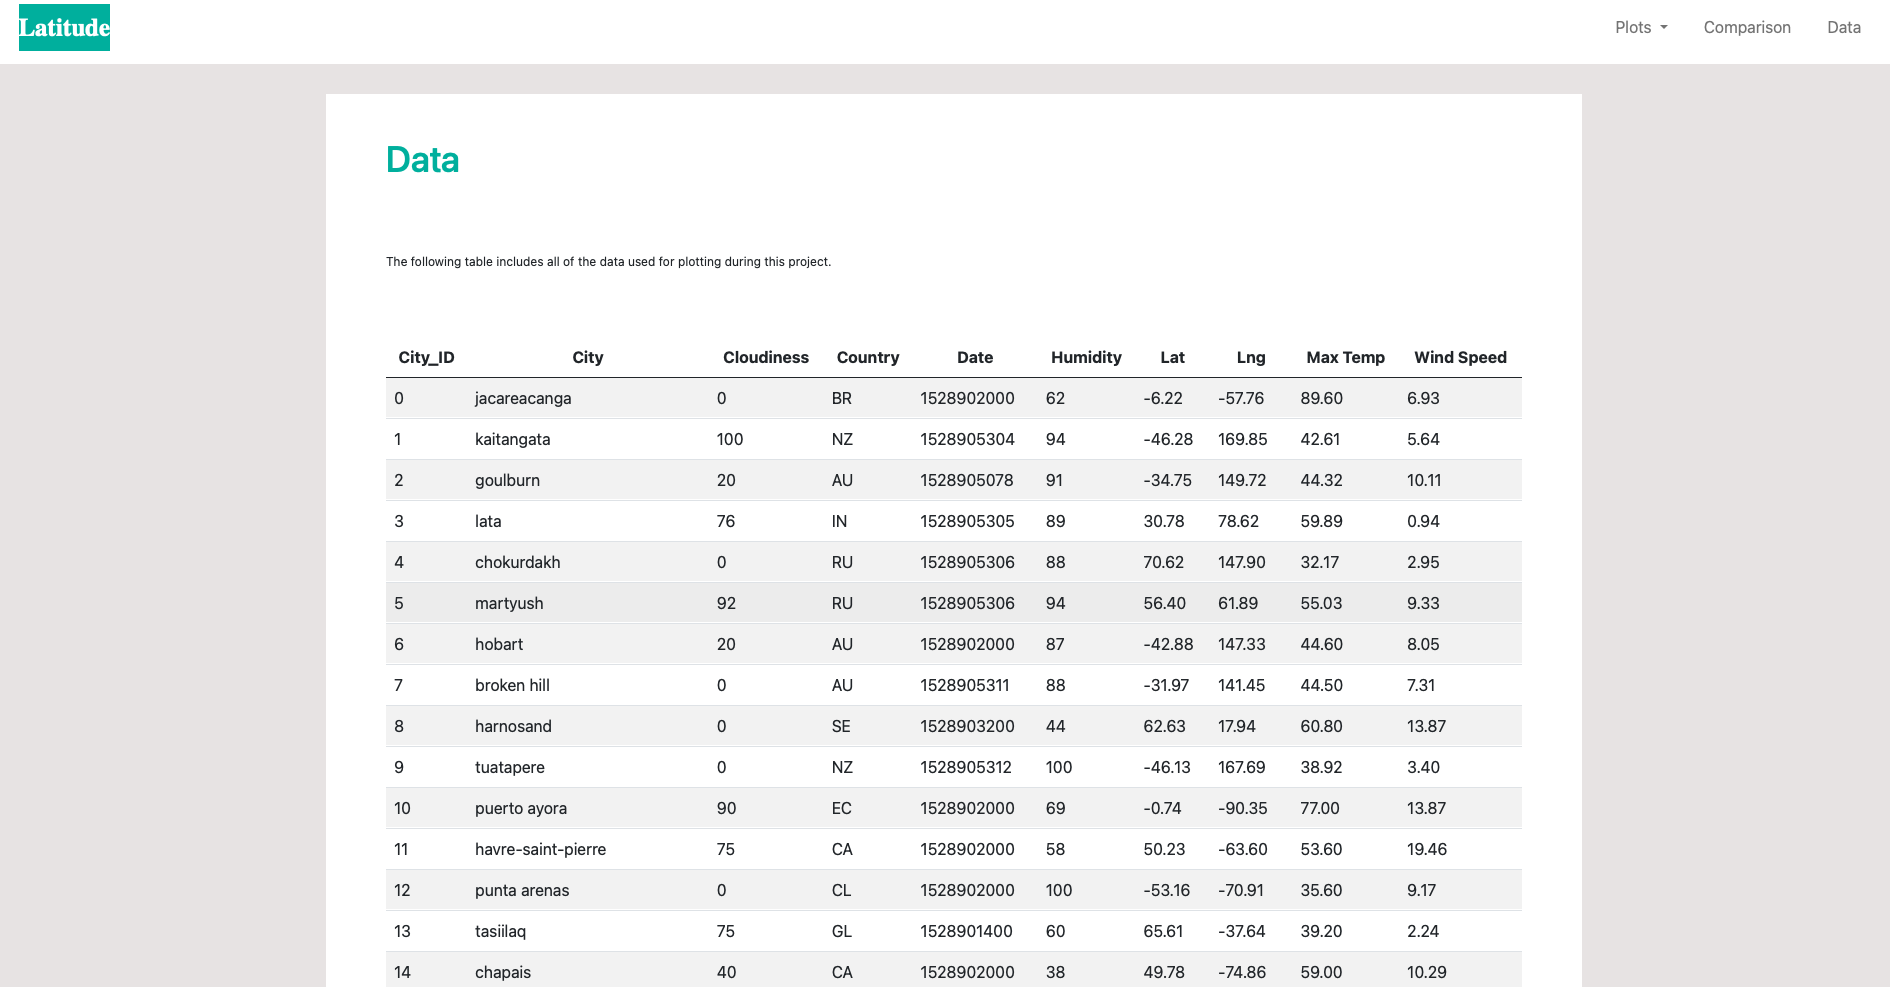 Latitude
Plots Comparison Data
Data
The following table includes all of the data used for plotting during this project.
City_ID City Cloudiness Country Date Humidity Lat Lng Max Temp Wind Speed
0 jacareacanga 0 BR 1528902000 62 -6.22 -57.76 89.60 6.93
1 kaitangata 100 NZ 1528905304 94 -46.28 169.85 42.61 5.64
2 goulburn 20 AU 1528905078 91 -34.75 149.72 44.32 10.11
3 lata 76 IN 1528905305 89 30.78 78.62 59.89 0.94
4 chokurdakh 0 RU 1528905306 88 70.62 147.90 32.17 2.95
5 martyush 92 RU 1528905306 94 56.40 61.89 55.03 9.33
6 hobart 20 AU 1528902000 87 -42.88 147.33 44.60 8.05
7 broken hill 0 AU 1528905311 88 -31.97 141.45 44.50 7.31
8 harnosand 0 SE 1528903200 44 62.63 17.94 60.80 13.87
9 tuatapere 0 NZ 1528905312 100 -46.13 167.69 38.92 3.40
10 puerto ayora 90 EC 1528902000 69 -0.74 -90.35 77.00 13.87
11 havre-saint-pierre 75 CA 1528902000 58 50.23 -63.60 53.60 19.46
12 punta arenas 0 CL 1528902000 100 -53.16 -70.91 35.60 9.17
13 tasiilaq 75 GL 1528901400 60 65.61 -37.64 39.20 2.24
14 chapais 40 CA 1528902000 38 49.78 -74.86 59.00 10.29